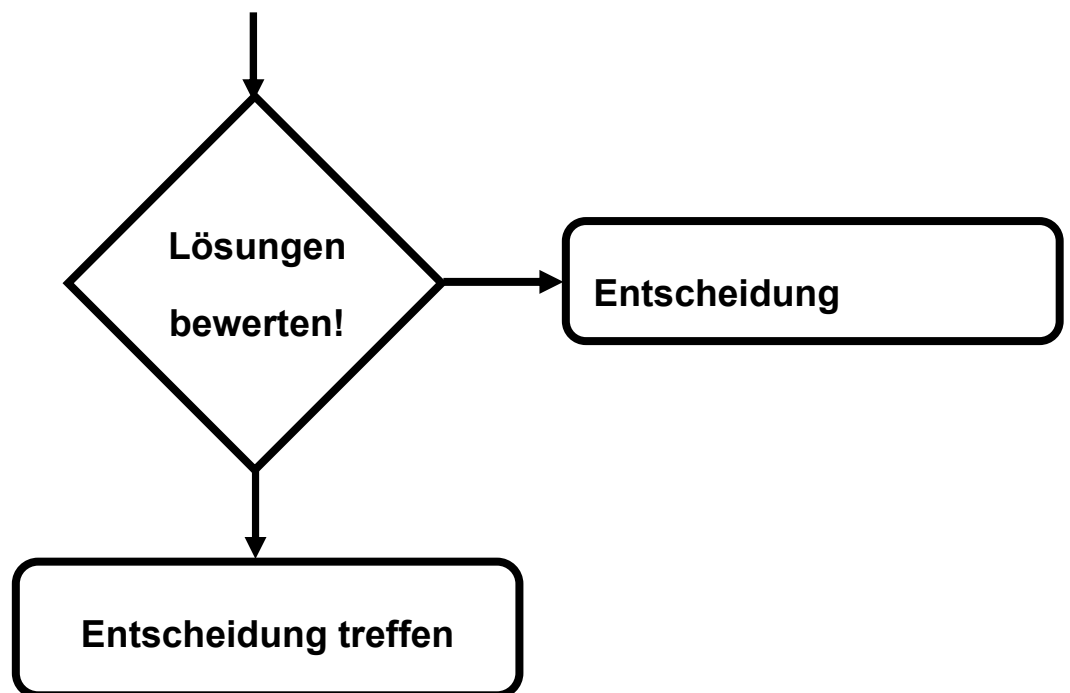 Lösungen
bewerten!
Entscheidung
Entscheidung treffen